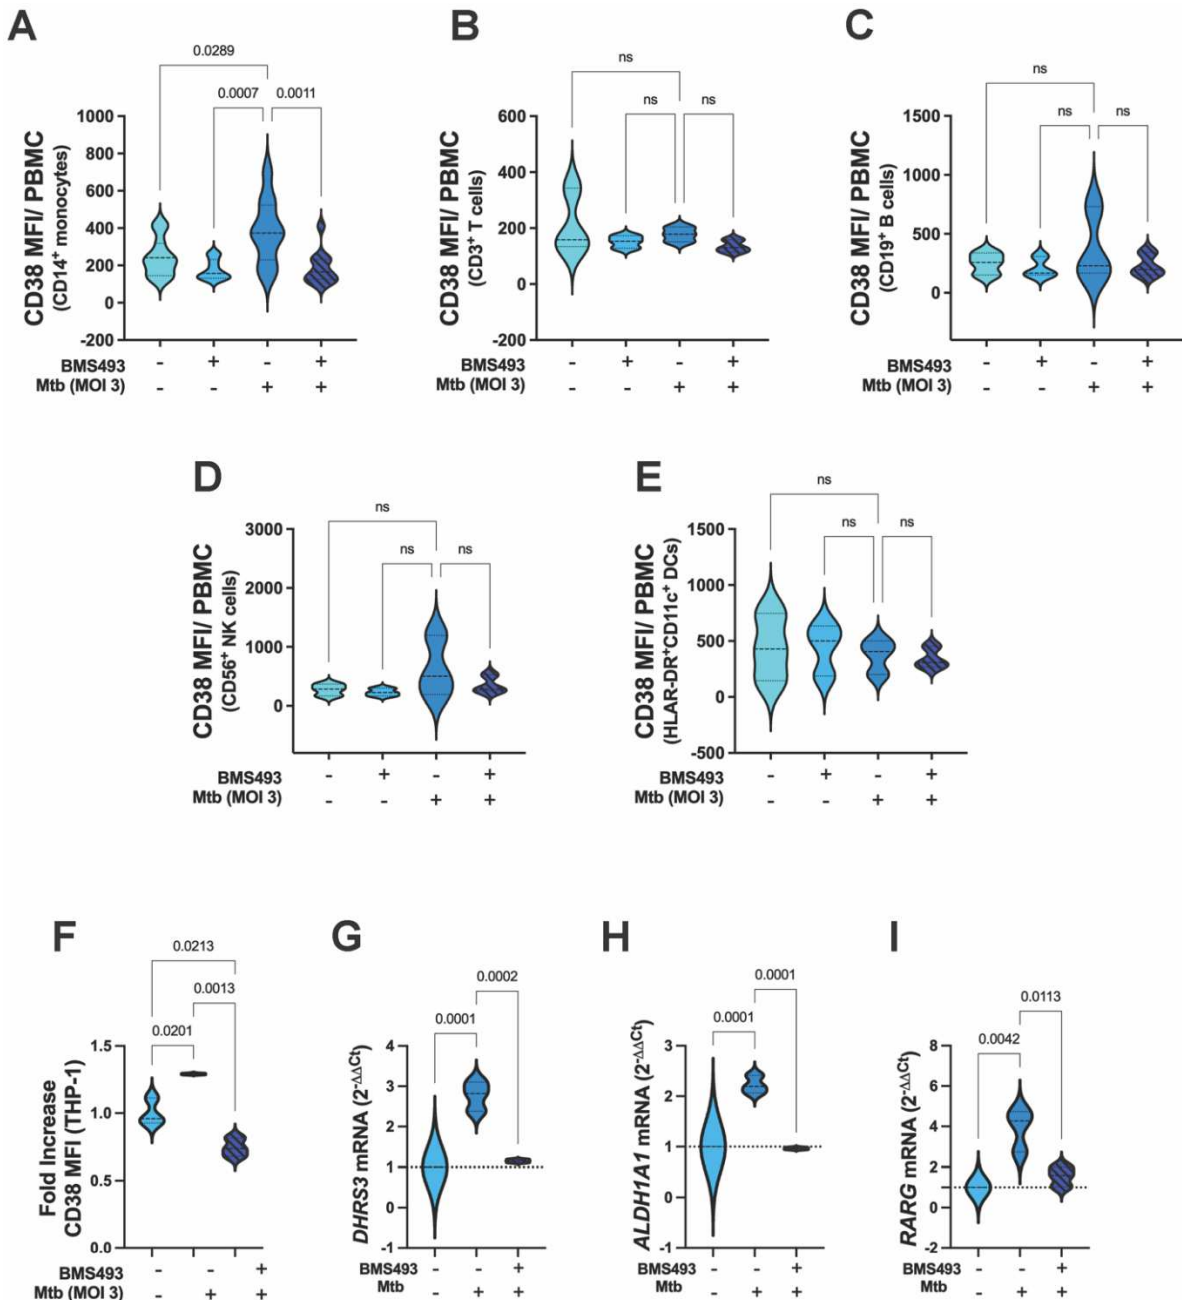 A
B
C
0.0289
0.0007
0.0011
CD38 MFI/ PBMC
(CD14+ monocytes)
1000
800
600
400
200
0
-200
BMS493 - + - +
Mtb (MOI 3) - - + +
ns
ns
ns
CD38 MFI/ PBMC
(CD3+ T cells)
600
400
200
0
-200
BMS493 - + - +
Mtb (MOI 3) - - + +
ns
ns
ns
CD38 MFI/ PBMC
(CD19+ B cells)
1500
1000
500
0
BMS493 - + - +
Mtb (MOI 3) - - + +
D
E
ns
ns
ns
CD38 MFI/ PBMC
(CD56+ NK cells)
3000
2000
1000
0
BMS493 - + - +
Mtb (MOI 3) - - + +
ns
ns
ns
CD38 MFI/ PBMC
(HLAR-DR+CD11c+ DCs)
1500
1000
500
0
-500
BMS493 - + - +
Mtb (MOI 3) - - + +
F
G
H
I
0.0213
0.0013
0.0201
Fold Increase
CD38 MFI (THP-1)
1.5
1.0
0.5
0.0
BMS493 - - +
Mtb (MOI 3) - + +
0.0002
0.0001
DHRS3 mRNA (2-ΔΔCt)
4
3
2
1
0
-1
BMS493 - - +
Mtb - + +
0.0001
0.0001
ALDH1A1 mRNA (2-ΔΔCt)
3
2
1
0
-1
BMS493 - - +
Mtb - + +
0.0113
0.0042
RARG mRNA (2-ΔΔCt)
8
6
4
2
0
-2
BMS493 - - +
Mtb - + +